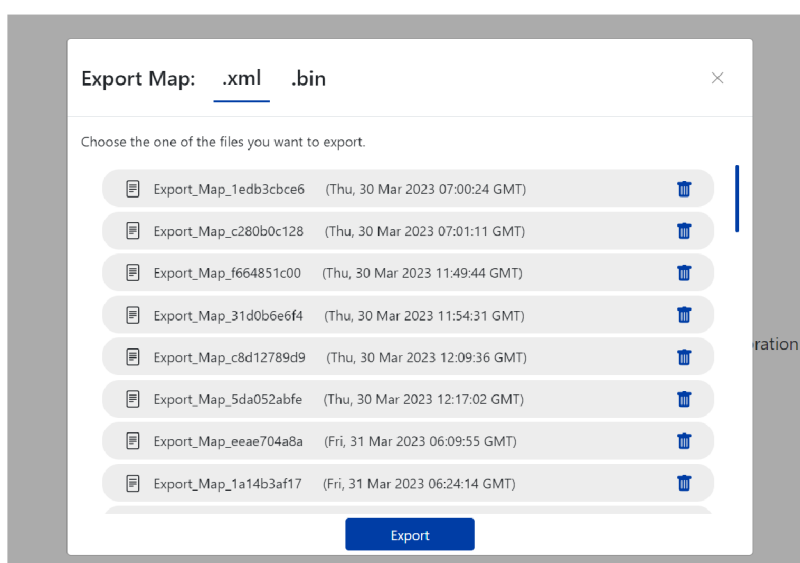 Export Map: .xml .bin
Choose the one of the files you want to export.
Export_Map_1edb3cbce6 (Thu, 30 Mar 2023 07:00:24 GMT)
Export_Map_c280b0c128 (Thu, 30 Mar 2023 07:01:11 GMT)
Export_Map_f664851c00 (Thu, 30 Mar 2023 11:49:44 GMT)
Export_Map_31d0b6e6f4 (Thu, 30 Mar 2023 11:54:31 GMT)
Export_Map_c8d12789d9 (Thu, 30 Mar 2023 12:09:36 GMT)
Export_Map_5da052abfe (Thu, 30 Mar 2023 12:17:02 GMT)
Export_Map_eeae704a8a (Fri, 31 Mar 2023 06:09:55 GMT)
Export_Map_1a14b3af17 (Fri, 31 Mar 2023 06:24:14 GMT)
Export